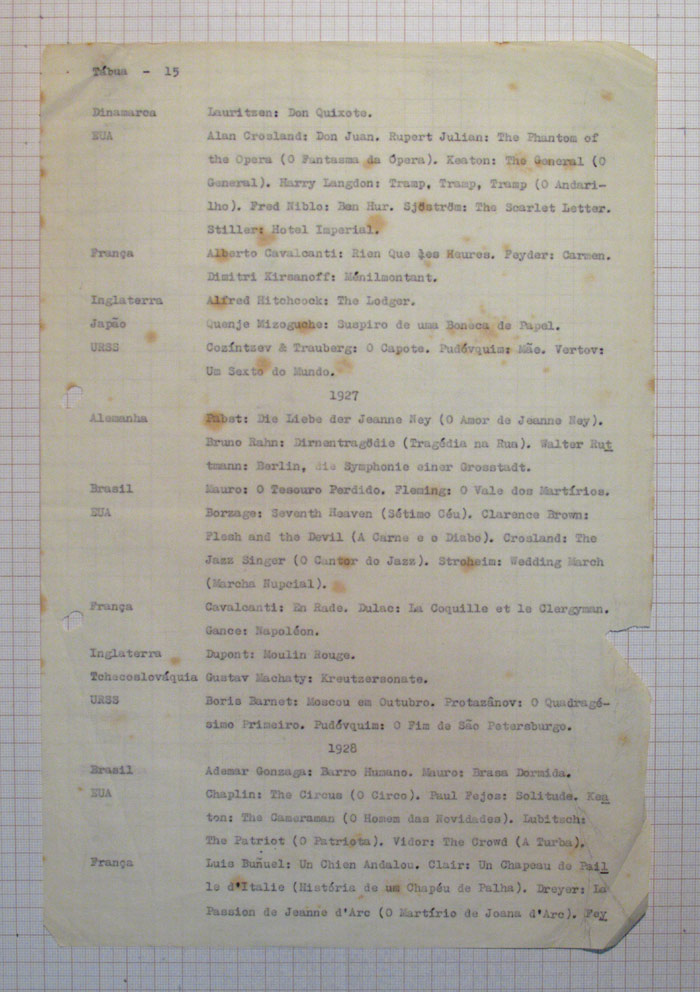 Tábua - 15
Dinamarca Lauritzen: Don Quixote.
EUA Alan Crosland: Don Juan. Rupert Julian: The Phantom of
the Opera (O Fantasma da Ópera). Keaton: The General (O
General). Harry Langdon: Tramp, Tramp, Tramp (O Andari-
lho). Fred Niblo: Ben Hur. Sjöström: The Scarlet Letter.
Stiller: Hotel Imperial.
França Alberto Cavalcanti: Rien Que les Heures. Feyder: Carmen.
Dimitri Kirsanoff: Ménilmontant.
Inglaterra Alfred Hitchcock: The Lodger.
Japão Quenje Mizoguche: Suspiro de uma Boneca de Papel.
URSS Cozíntzev & Trauberg: O Capote. Pudóvquim: Mãe. Vertov:
Um Sexto do Mundo.
1927
Alemanha Pabst: Die Liebe der Jeanne Ney (O Amor de Jeanne Ney).
Bruno Rahn: Dirnentragödie (Tragédia na Rua). Walter Rut
tmann: Berlin, die Symphonie einer Grosstadt.
Brasil Mauro: O Tesouro Perdido. Fleming: O Vale dos Martírios.
EUA Borzage: Seventh Heaven (Sétimo Céu). Clarence Brown:
Flesh and the Devil (A Carne e o Diabo). Crosland: The
Jazz Singer (O Cantor do Jazz). Stroheim: Wedding March
(Marcha Nupcial).
França Cavalcanti: En Rade. Dulac: La Coquille et le Clergyman.
Gance: Napoléon.
Inglaterra Dupont: Moulin Rouge.
Tchecoslováquia Gustav Machaty: Kreutzersonate.
URSS Boris Barnet: Moscou em Outubro. Protazânov: O Quadragé-
simo Primeiro. Pudóvquim: O Fim de São Petersburgo.
1928
Brasil Ademar Gonzaga: Barro Humano. Mauro: Brasa Dormida.
EUA Chaplin: The Circus (O Circo). Paul Fejos: Solitude. Kea
ton: The Cameraman (O Homem das Novidades). Lubitsch:
The Patriot (O Patriota). Vidor: The Crowd (A Turba).
França Luis Buñuel: Un Chien Andalou. Clair: Un Chapeau de Pail
le d'Italie (História de um Chapéu de Palha). Dreyer: La
Passion de Jeanne d'Arc (O Martírio de Joana d'Arc). Fey